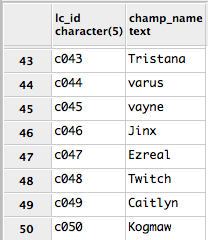 lc_id champ_name
character(5) text
43 c043 Tristana
44 c044 varus
45 c045 vayne
46 c046 Jinx
47 c047 Ezreal
48 c048 Twitch
49 c049 Caitlyn
50 c050 Kogmaw